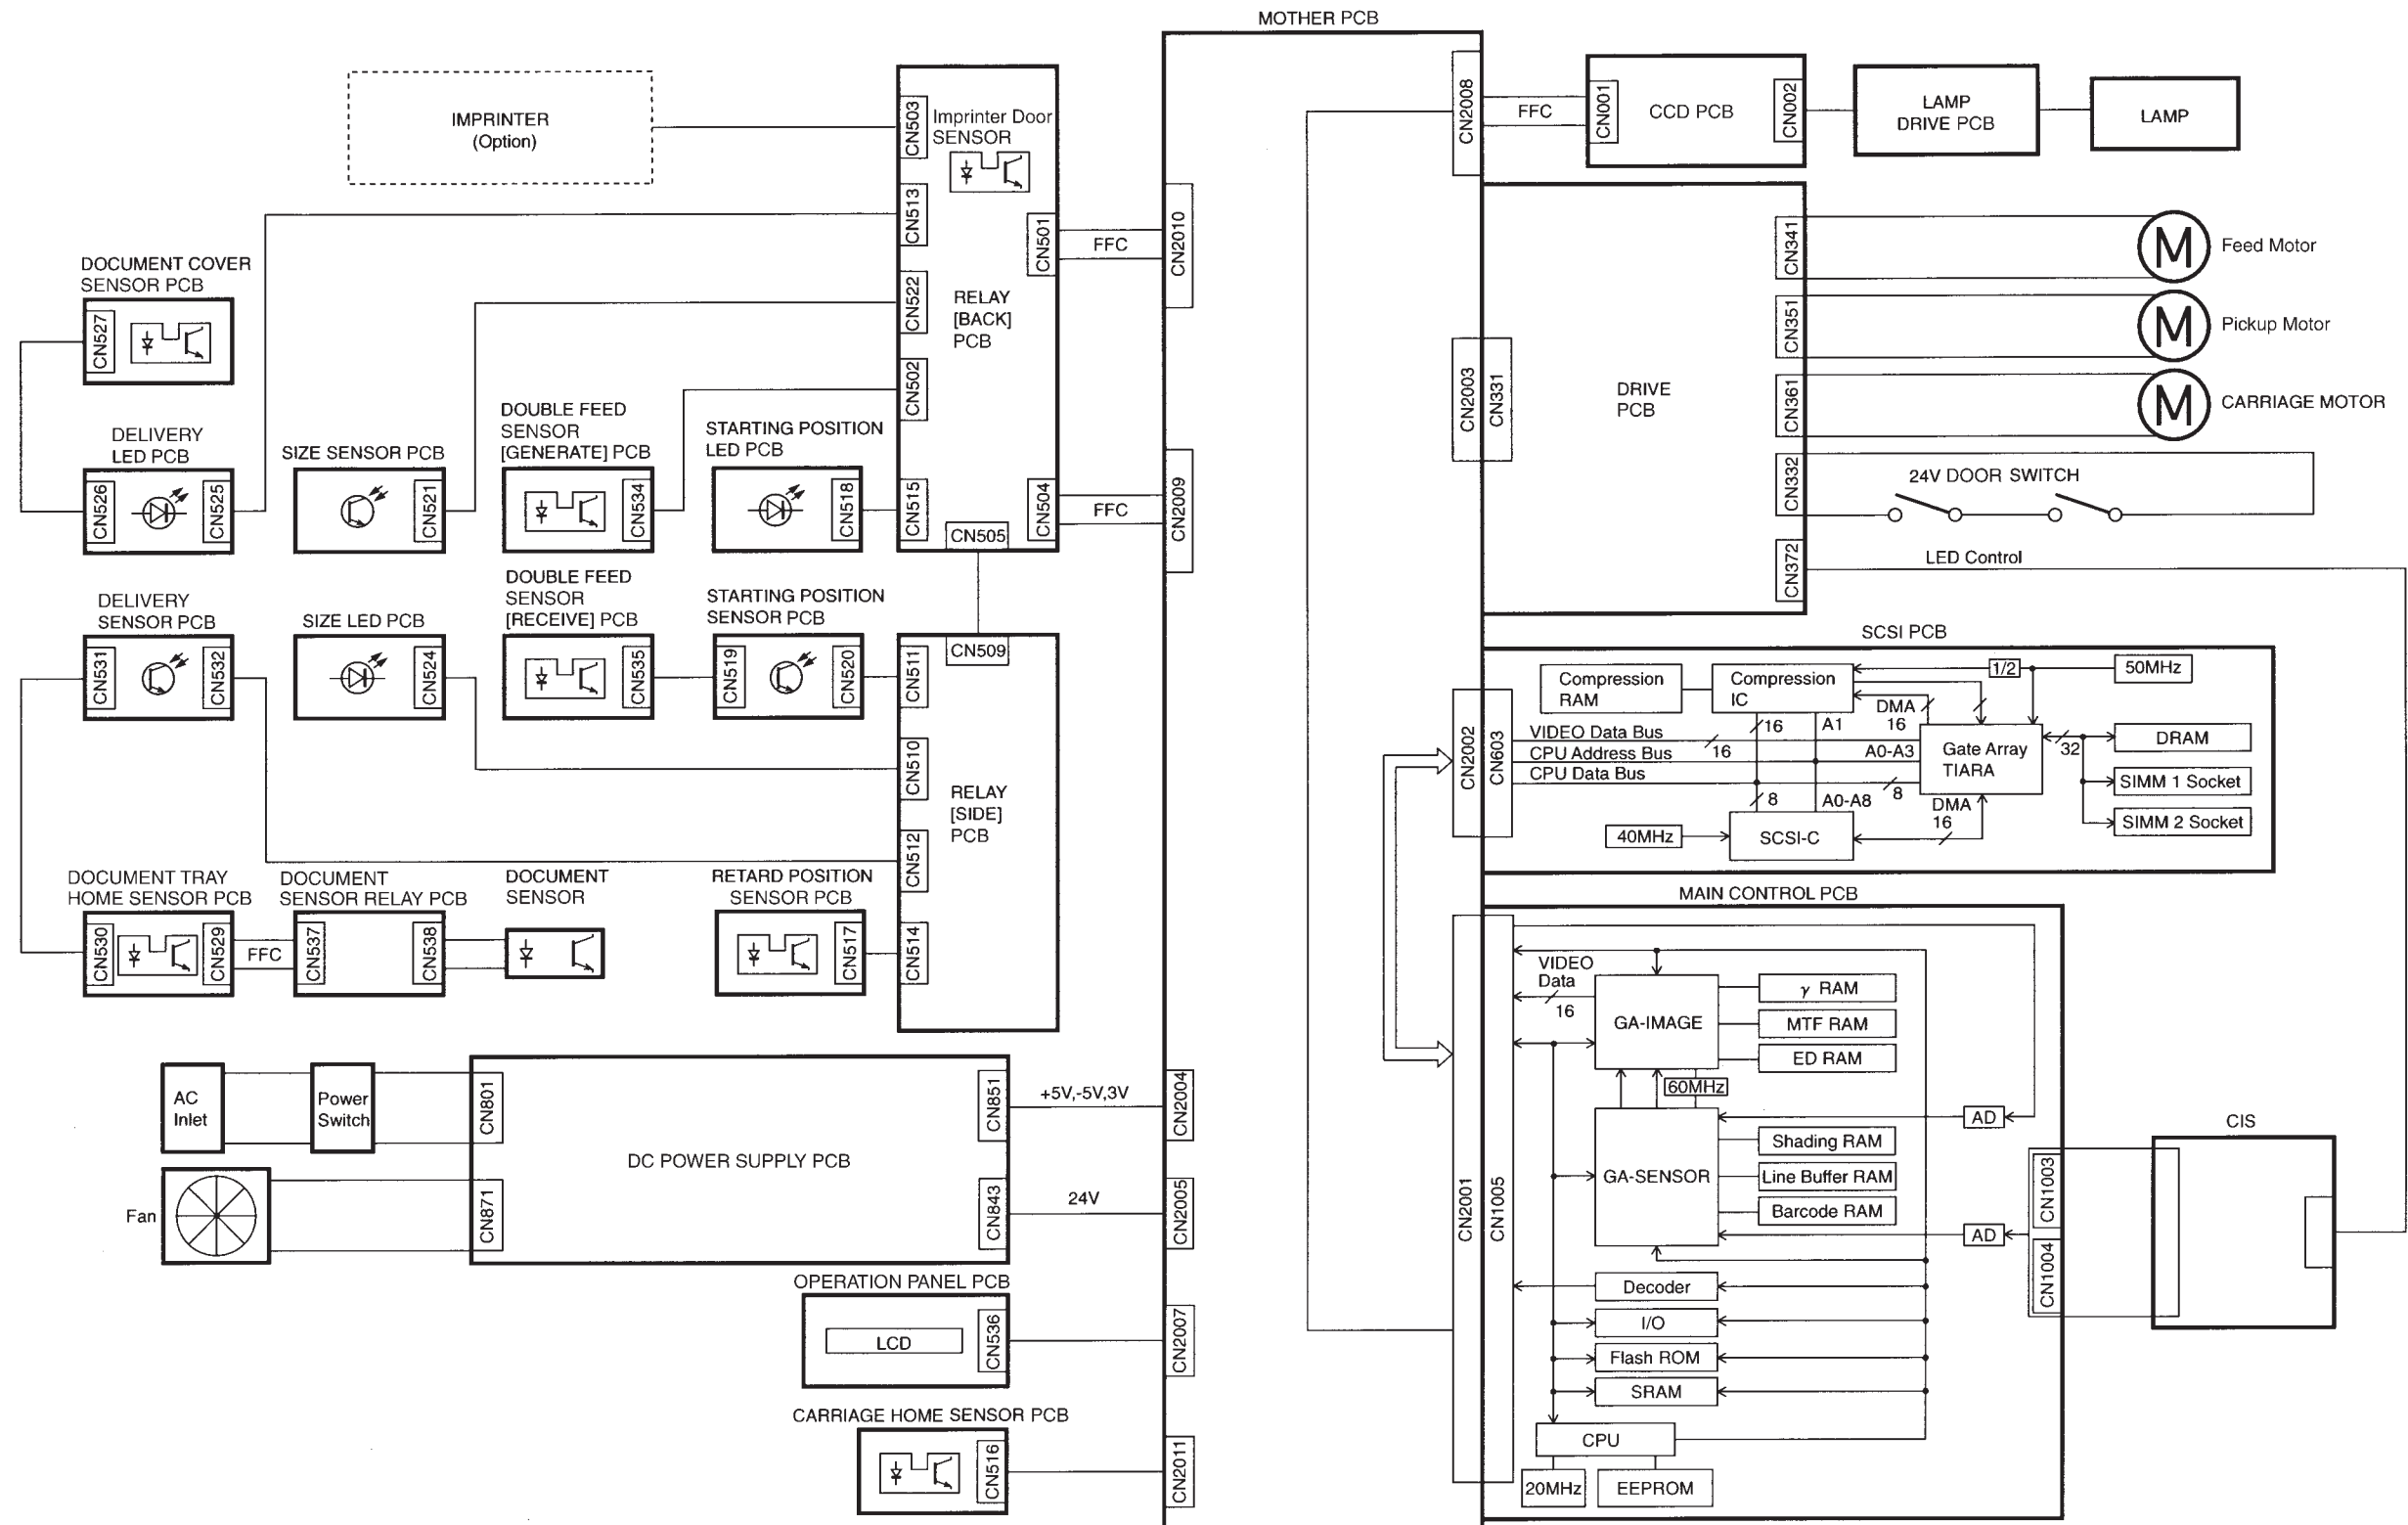 MOTHER PCB
IMPRINTER
(Option)
CN503
Imprinter Door
SENSOR
CN513
CN501
FFC
CN2010
CN522
RELAY
[BACK]
PCB
CN502
CN515
CN504
FFC
CN2009
CN505
DOCUMENT COVER
SENSOR PCB
CN527
DELIVERY
LED PCB
CN526
CN525
SIZE SENSOR PCB
CN521
DOUBLE FEED
SENSOR
[GENERATE] PCB
CN534
STARTING POSITION
LED PCB
CN518
DELIVERY
SENSOR PCB
CN531
CN532
SIZE LED PCB
CN524
DOUBLE FEED
SENSOR
[RECEIVE] PCB
CN535
STARTING POSITION
SENSOR PCB
CN519
CN520
CN509
CN511
CN510
RELAY
[SIDE]
PCB
CN512
CN514
DOCUMENT TRAY
HOME SENSOR PCB
CN530
CN529
FFC
DOCUMENT
SENSOR RELAY PCB
CN537
CN538
DOCUMENT
SENSOR
RETARD POSITION
SENSOR PCB
CN517
AC
Inlet
Power
Switch
CN801
CN851
+5V,-5V,3V
CN2004
DC POWER SUPPLY PCB
Fan
CN871
CN843
24V
CN2005
OPERATION PANEL PCB
LCD
CN536
CN2007
CARRIAGE HOME SENSOR PCB
CN516
CN2011
CN2008
FFC
CN001
CCD PCB
CN002
LAMP
DRIVE PCB
LAMP
CN2003
CN331
DRIVE
PCB
CN341
M
Feed Motor
CN351
M
Pickup Motor
CN361
M
CARRIAGE MOTOR
CN332
24V DOOR SWITCH
CN372
LED Control
SCSI PCB
CN2002
CN603
Compression
RAM
Compression
IC
1/2
50MHz
DMA
16
16
A1
VIDEO Data Bus
16
CPU Address Bus
A0-A3
CPU Data Bus
8
8
A0-A8
Gate Array
TIARA
32
DRAM
SIMM 1 Socket
SIMM 2 Socket
DMA
16
40MHz
SCSI-C
MAIN CONTROL PCB
CN2001
CN1005
VIDEO
Data
16
GA-IMAGE
γ RAM
MTF RAM
ED RAM
60MHz
GA-SENSOR
Shading RAM
Line Buffer RAM
Barcode RAM
AD
AD
Decoder
I/O
Flash ROM
SRAM
CPU
20MHz
EEPROM
CN1003
CN1004
CIS